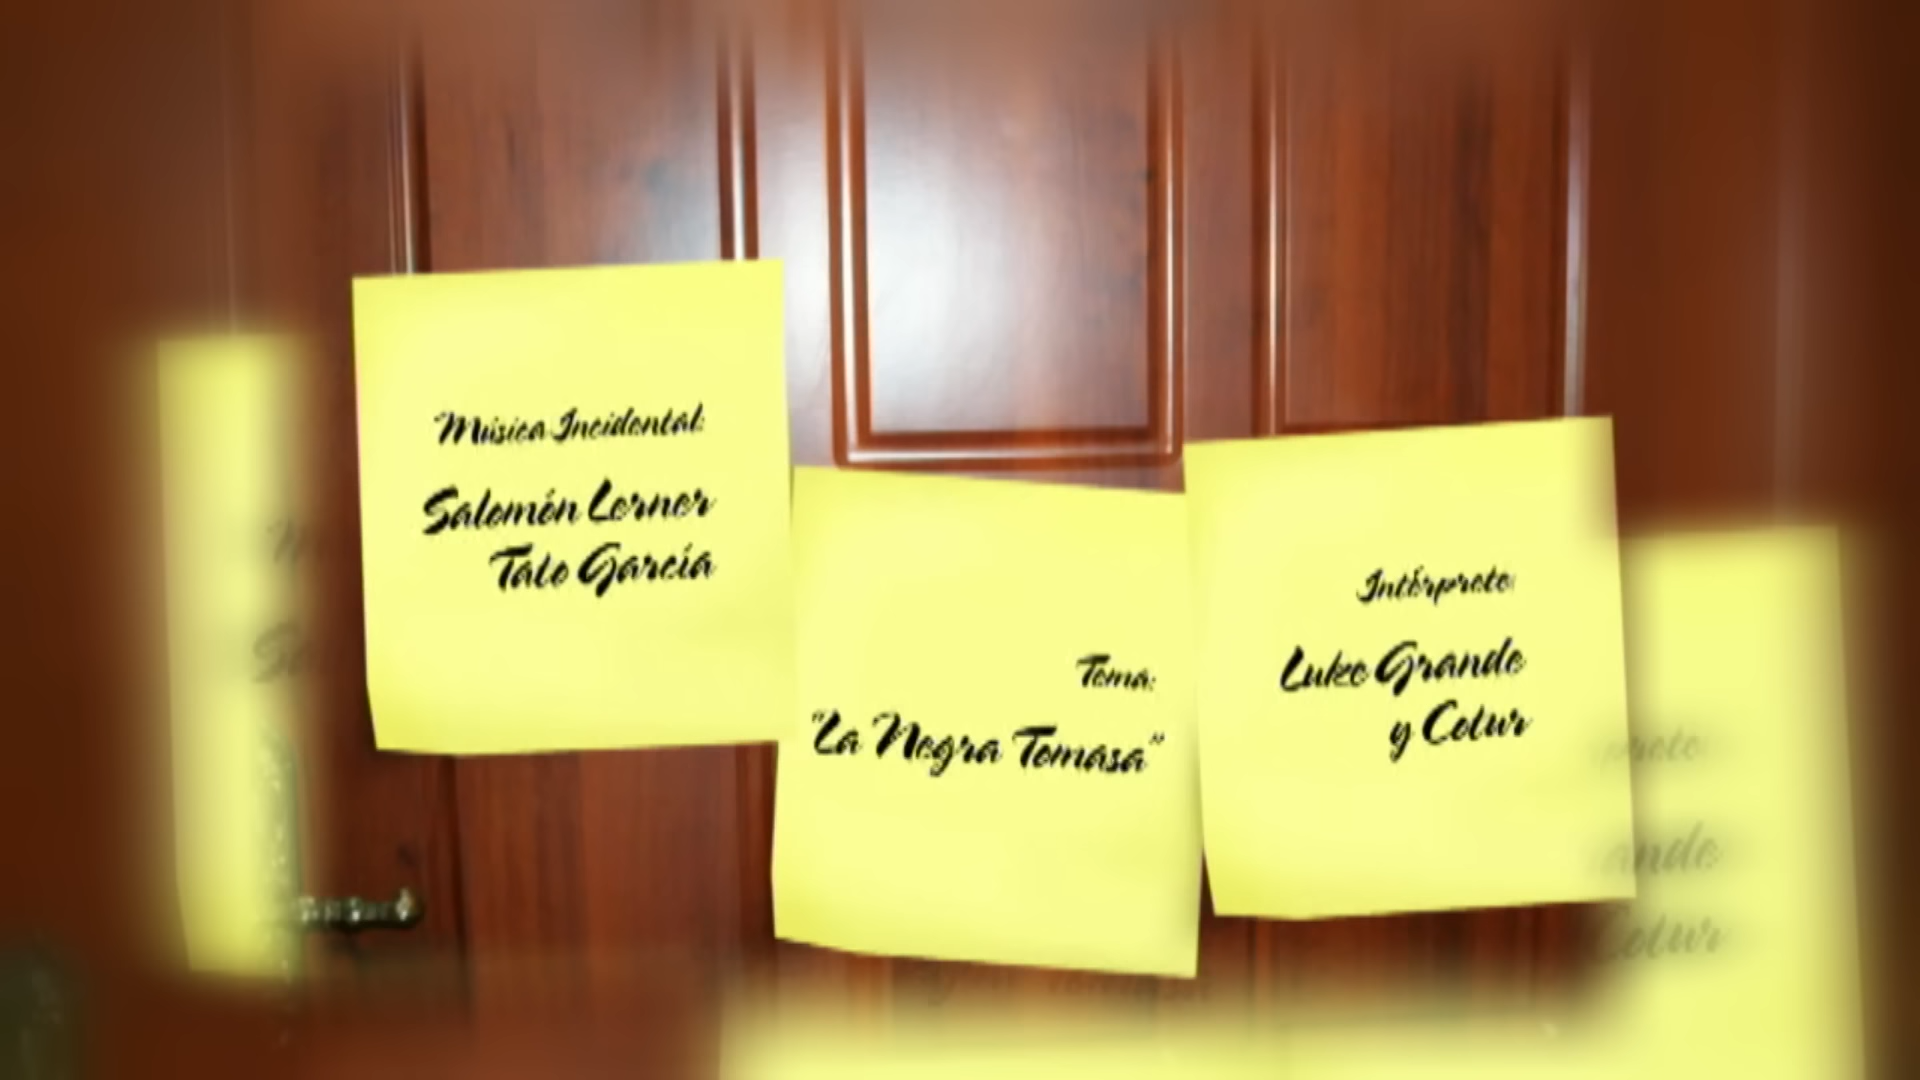 Música Incidental:
Salomón Lerner
Talo García
Tema:
"La Negra Tomasa"
Intérprete:
Luke Grande
y Colur